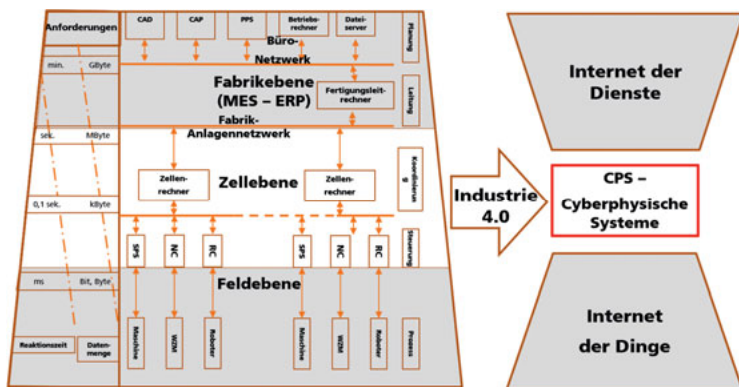 Anforderungen
CAD
CAP
PPS
Betriebs-
rechner
Datei-
server
Planung
Büro-
Netzwerk
min.
GByte
Fabrikebene
(MES – ERP)
Fertigungsleit-
rechner
Leitung
Fabrik-
Anlagennetzwerk
sek.
MByte
Zellen-
rechner
Zellebene
Zellen-
rechner
Koordinierun
g
0,1 sek.
kByte
SPS
NC
RC
SPS
NC
RC
Steuerung
ms
Bit, Byte
Feldebene
Maschine
WZM
Roboter
Maschine
WZM
Roboter
Prozess
Reaktionszeit
Daten-
menge
Industrie
4.0
Internet der
Dienste
CPS –
Cyberphysische
Systeme
Internet
der Dinge